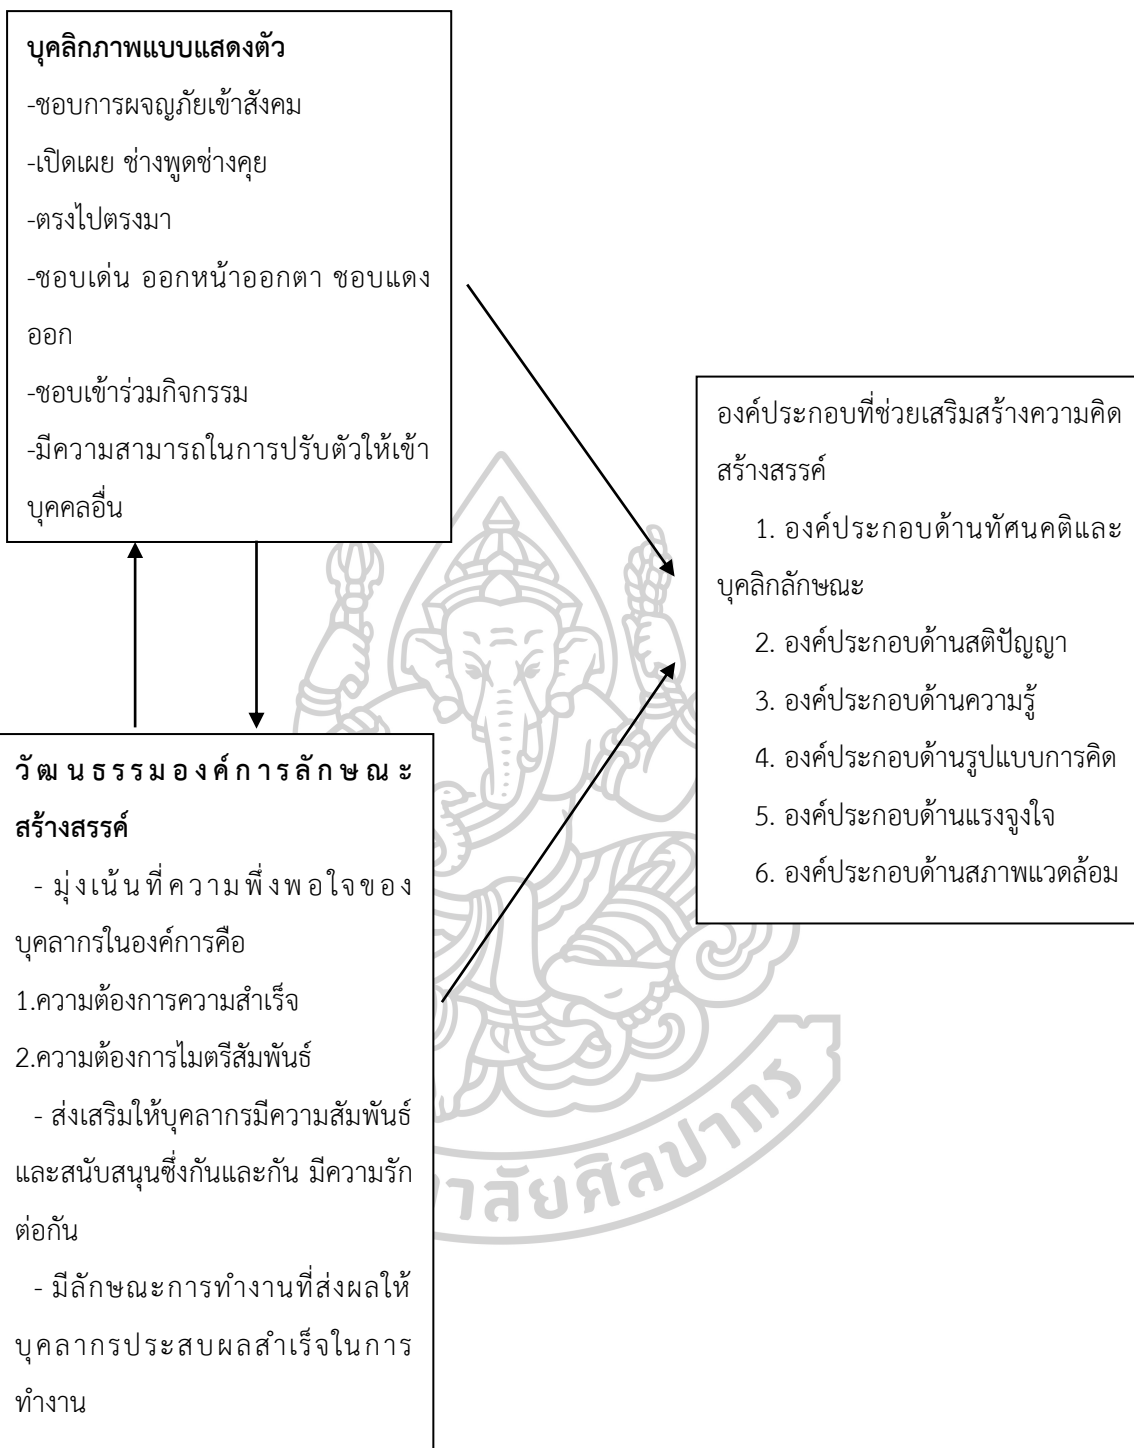 บุคลิกภาพแบบแสดงตัว
-ชอบการผจญภัยเข้าสังคม
-เปิดเผย ช่างพูดช่างคุย
-ตรงไปตรงมา
-ชอบเด่น ออกหน้าออกตา ชอบแดง
ออก
-ชอบเข้าร่วมกิจกรรม
-มีความสามารถในการปรับตัวให้เข้า
บุคคลอื่น
องค์ประกอบที่ช่วยเสริมสร้างความคิด
สร้างสรรค์
1. องค์ประกอบด้านทัศนคติและ
บุคลิกลักษณะ
2. องค์ประกอบด้านสติปัญญา
3. องค์ประกอบด้านความรู้
4. องค์ประกอบด้านรูปแบบการคิด
5. องค์ประกอบด้านแรงจูงใจ
6. องค์ประกอบด้านสภาพแวดล้อม
วัฒนธรรมองค์การลักษณะ
สร้างสรรค์
- มุ่งเน้นที่ความพึ่งพอใจของ
บุคลากรในองค์การคือ
1.ความต้องการความสำเร็จ
2.ความต้องการไมตรีสัมพันธ์
- ส่งเสริมให้บุคลากรมีความสัมพันธ์
และสนับสนุนซึ่งกันและกัน มีความรัก
ต่อกัน
- มีลักษณะการทำงานที่ส่งผลให้
บุคลากรประสบผลสำเร็จในการ
ทำงาน
าลัยศิลปากร